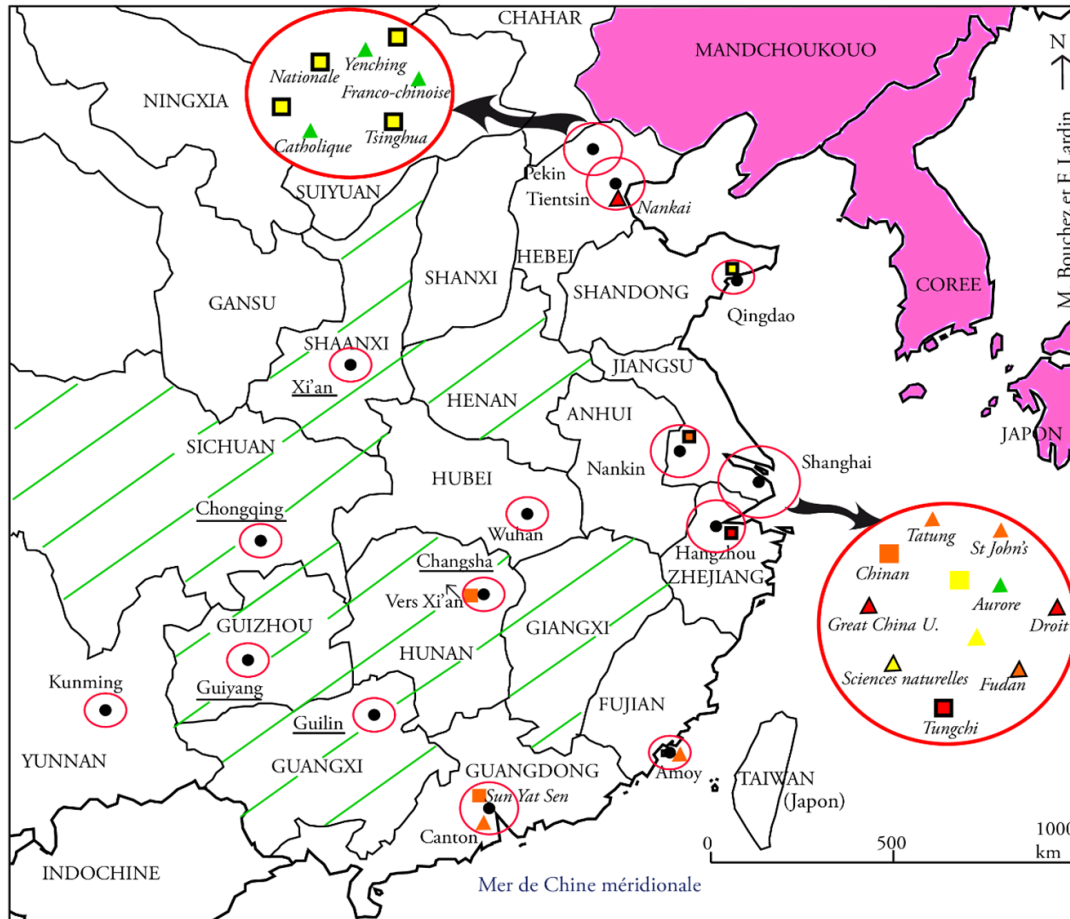 CHAHAR
MANDCHOUKOUO
N
M. Bouchez et F. Lardin
Yenching
Nationale
Franco-chinoise
NINGXIA
Tsinghua
Catholique
Pekin
SUIYUAN
Tientsin
Nankai
HEBEI
SHANXI
COREE
SHANDONG
GANSU
Qingdao
SHAANXI
JIANGSU
Xi'an
HENAN
ANHUI
JAPON
SICHUAN
Shanghai
Nankin
HUBEI
Chongqing
Wuhan
Hangzhou
Tatung
St John's
Changsha
Chinan
ZHEJIANG
Vers Xi'an
Aurore
GUIZHOU
GIANGXI
Great China U.
Droit
HUNAN
Kunming
Guiyang
Sciences naturelles
Fudan
FUJIAN
Guilin
Tungchi
YUNNAN
GUANGXI
GUANGDONG
Amoy
TAIWAN
Sun Yat Sen
(Japon)
Canton
0
500
1000
km
INDOCHINE
Mer de Chine méridionale